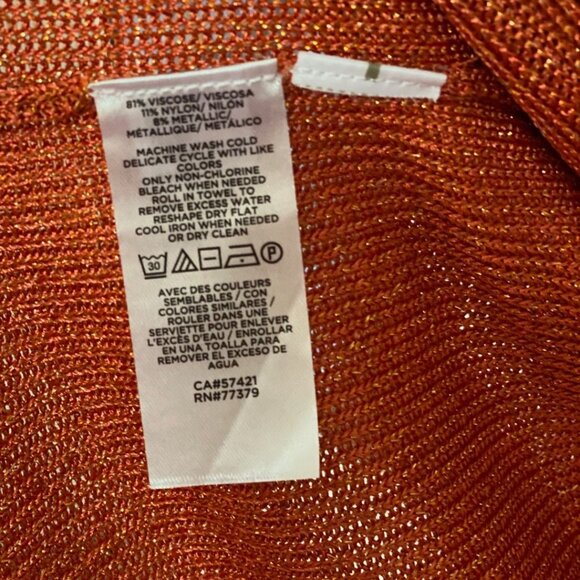 81% VISCOSE/ VISCOSA
11% NYLON/ NILÓN
8% METALLIC/
MÉTALLIQUE/ METÁLICO
MACHINE WASH COLD
DELICATE CYCLE WITH LIKE
COLORS
ONLY NON-CHLORINE
BLEACH WHEN NEEDED
ROLL IN TOWEL TO
REMOVE EXCESS WATER
RESHAPE DRY FLAT
COOL IRON WHEN NEEDED
OR DRY CLEAN
30 P
AVEC DES COULEURS
SEMBLABLES / CON
COLORES SIMILARES /
ROULER DANS UNE
SERVIETTE POUR ENLEVER
L'EXCÈS D'EAU / ENROLLAR
EN UNA TOALLA PARA
REMOVER EL EXCESO DE
AGUA
CA#57421
RN#77379